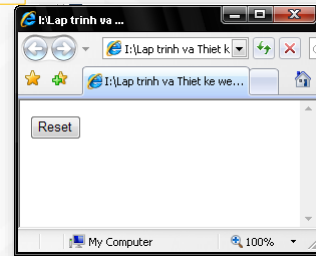 I:\Lap trinh va ...
I:\Lap trinh va Thiet k
I:\Lap trinh va Thiet ke we...
Reset
My Computer
100%